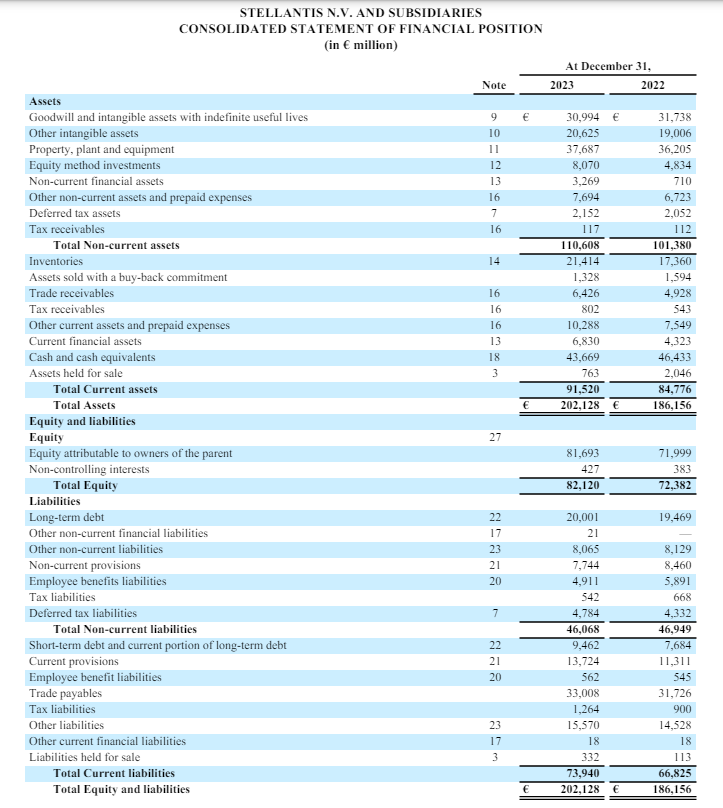 STELLANTIS N.V. AND SUBSIDIARIES
CONSOLIDATED STATEMENT OF FINANCIAL POSITION
(in € million)
At December 31,
Note 2023 2022
Assets
Goodwill and intangible assets with indefinite useful lives 9 € 30,994 € 31,738
Other intangible assets 10 20,625 19,006
Property, plant and equipment 11 37,687 36,205
Equity method investments 12 8,070 4,834
Non-current financial assets 13 3,269 710
Other non-current assets and prepaid expenses 16 7,694 6,723
Deferred tax assets 7 2,152 2,052
Tax receivables 16 117 112
Total Non-current assets 110,608 101,380
Inventories 14 21,414 17,360
Assets sold with a buy-back commitment 1,328 1,594
Trade receivables 16 6,426 4,928
Tax receivables 16 802 543
Other current assets and prepaid expenses 16 10,288 7,549
Current financial assets 13 6,830 4,323
Cash and cash equivalents 18 43,669 46,433
Assets held for sale 3 763 2,046
Total Current assets 91,520 84,776
Total Assets € 202,128 € 186,156
Equity and liabilities
Equity 27
Equity attributable to owners of the parent 81,693 71,999
Non-controlling interests 427 383
Total Equity 82,120 72,382
Liabilities
Long-term debt 22 20,001 19,469
Other non-current financial liabilities 17 21 —
Other non-current liabilities 23 8,065 8,129
Non-current provisions 21 7,744 8,460
Employee benefits liabilities 20 4,911 5,891
Tax liabilities 542 668
Deferred tax liabilities 7 4,784 4,332
Total Non-current liabilities 46,068 46,949
Short-term debt and current portion of long-term debt 22 9,462 7,684
Current provisions 21 13,724 11,311
Employee benefit liabilities 20 562 545
Trade payables 33,008 31,726
Tax liabilities 1,264 900
Other liabilities 23 15,570 14,528
Other current financial liabilities 17 18 18
Liabilities held for sale 3 332 113
Total Current liabilities 73,940 66,825
Total Equity and liabilities € 202,128 € 186,156